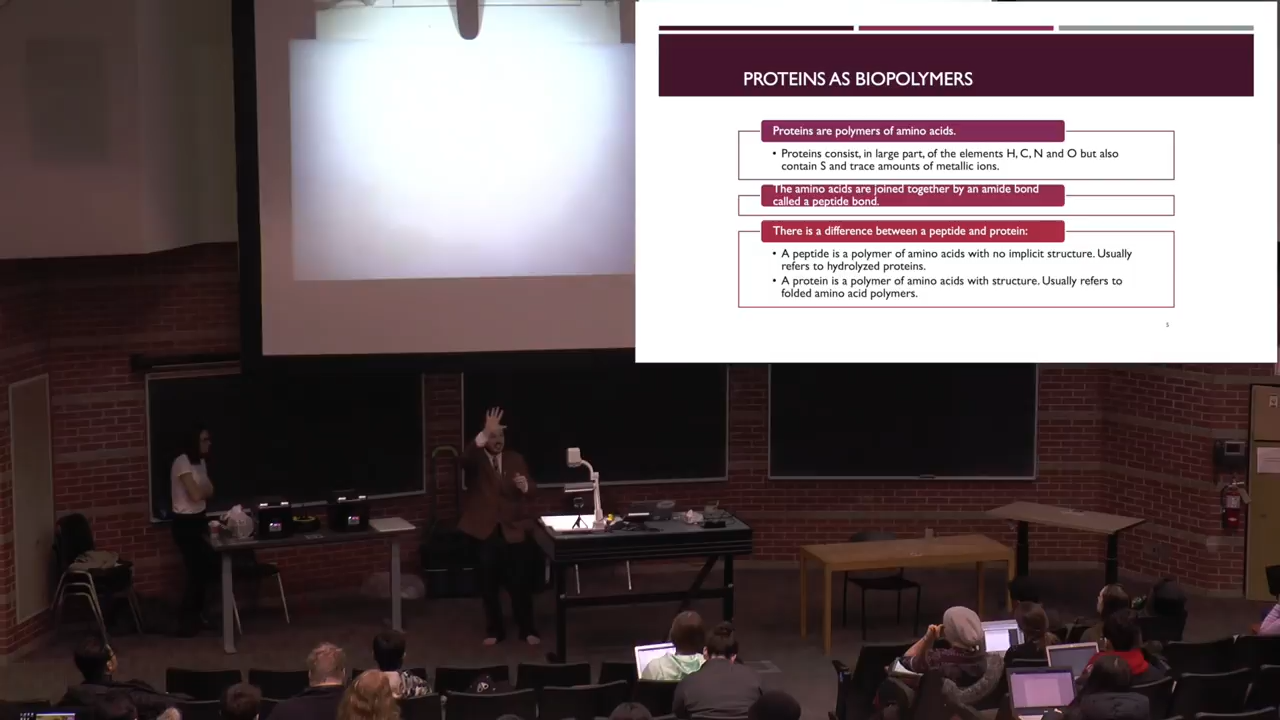 PROTEINS AS BIOPOLYMERS
Proteins are polymers of amino acids.
• Proteins consist, in large part, of the elements H, C, N and O but also
contain S and trace amounts of metallic ions.
The amino acids are joined together by an amide bond
called a peptide bond.
There is a difference between a peptide and protein:
• A peptide is a polymer of amino acids with no implicit structure. Usually
refers to hydrolyzed proteins.
• A protein is a polymer of amino acids with structure. Usually refers to
folded amino acid polymers.
5